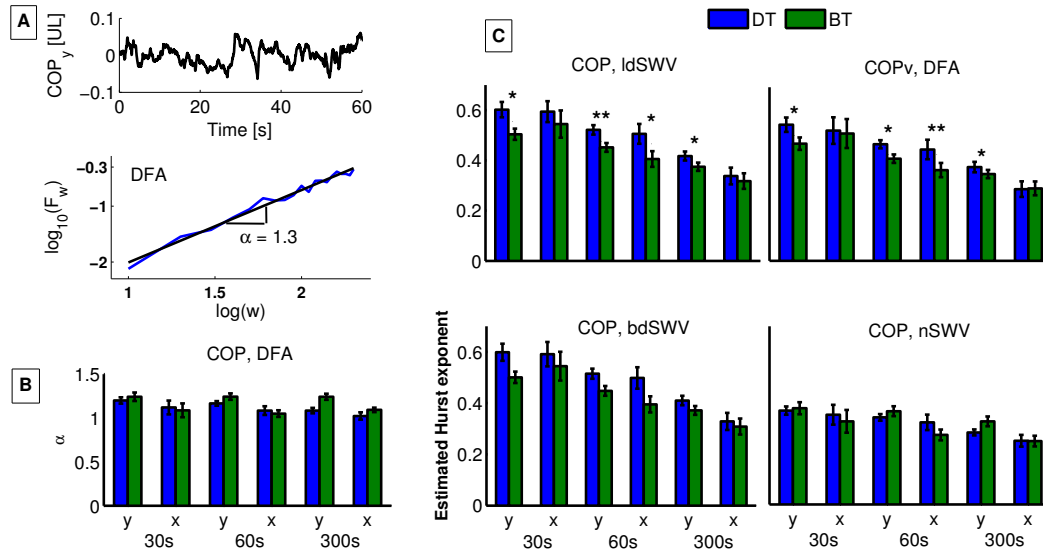 A
0.1
0
−0.1
COP y [UL]
0 20 40 60
Time [s]
DFA
−0.3
−1
−2
log10(Fw)
α = 1.3
1 1.5 2
log(w)
B
COP, DFA
1.5
1
0.5
0
α
y x y x y x
30s 60s 300s
C
DT BT
COP, ldSWV
0.6
0.4
0.2
0
* ** * *
COPv, DFA
* * ** *
Estimated Hurst exponent
COP, bdSWV
0.6
0.4
0.2
0
y x y x y x
30s 60s 300s
COP, nSWV
y x y x y x
30s 60s 300s